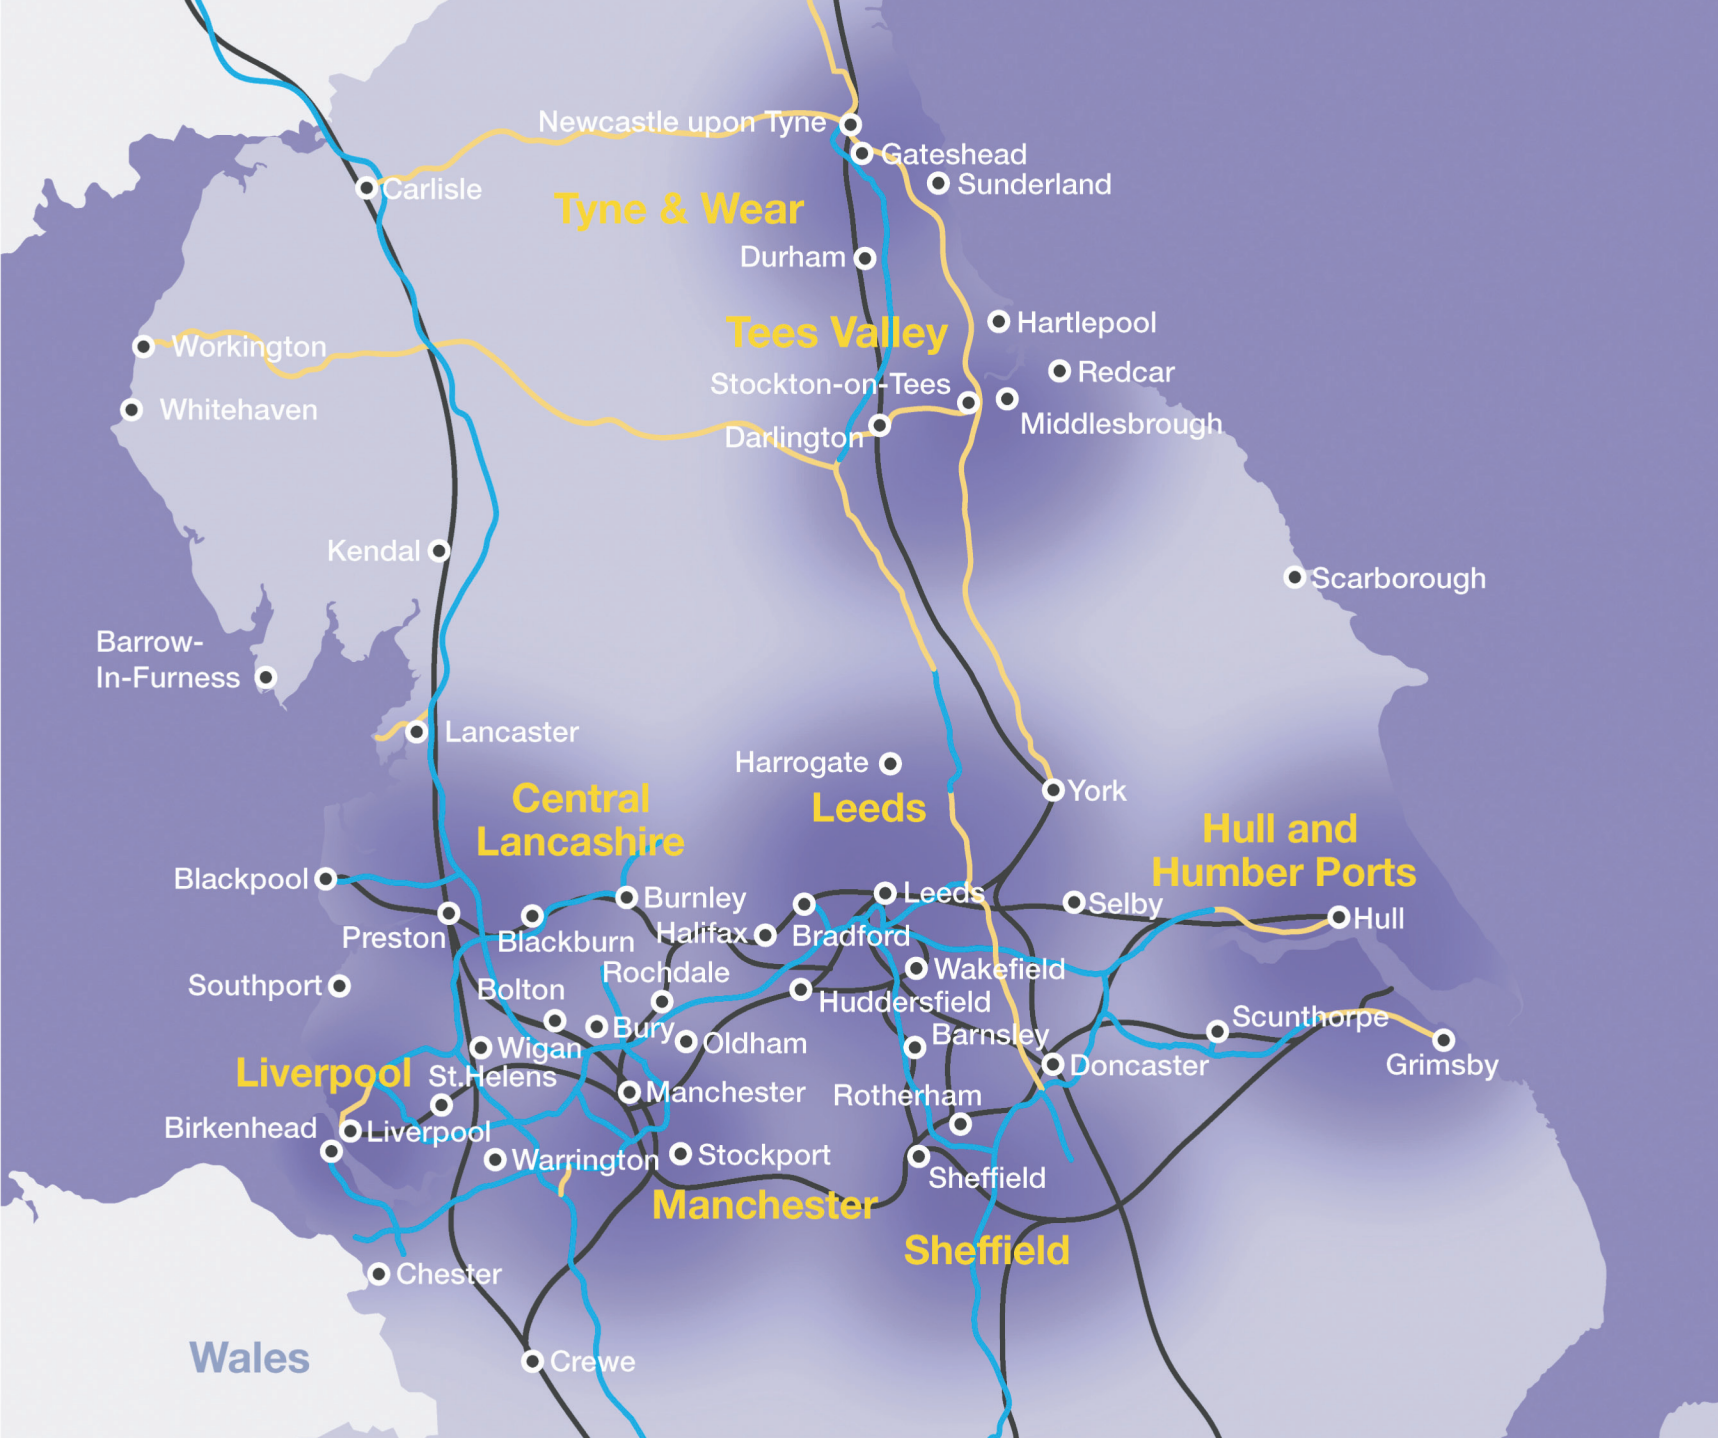 Newcastle upon Tyne
Gateshead
Carlisle
Sunderland
Tyne & Wear
Durham
Hartlepool
Tees Valley
Workington
Redcar
Stockton-on-Tees
Whitehaven
Middlesbrough
Darlington
Kendal
Scarborough
Barrow-
In-Furness
Lancaster
Harrogate
York
Central
Lancashire
Leeds
Hull and
Humber Ports
Blackpool
Burnley
Leeds
Selby
Hull
Preston
Blackburn
Halifax
Bradford
Rochdale
Wakefield
Southport
Bolton
Huddersfield
Bury
Scunthorpe
Wigan
Oldham
Barnsley
Grimsby
Liverpool
St.Helens
Doncaster
Manchester
Rotherham
Birkenhead
Liverpool
Warrington
Stockport
Sheffield
Manchester
Sheffield
Chester
Wales
Crewe